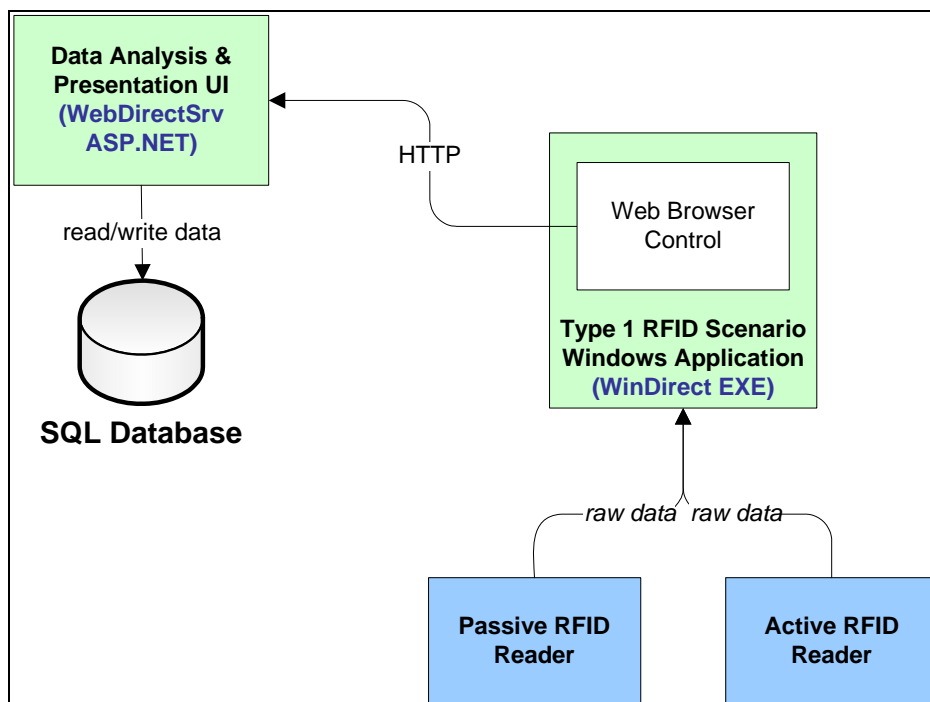 Data Analysis &
Presentation UI
(WebDirectSrv
ASP.NET)
HTTP
Web Browser
Control
read/write data
Type 1 RFID Scenario
Windows Application
(WinDirect EXE)
SQL Database
raw data raw data
Passive RFID
Reader
Active RFID
Reader